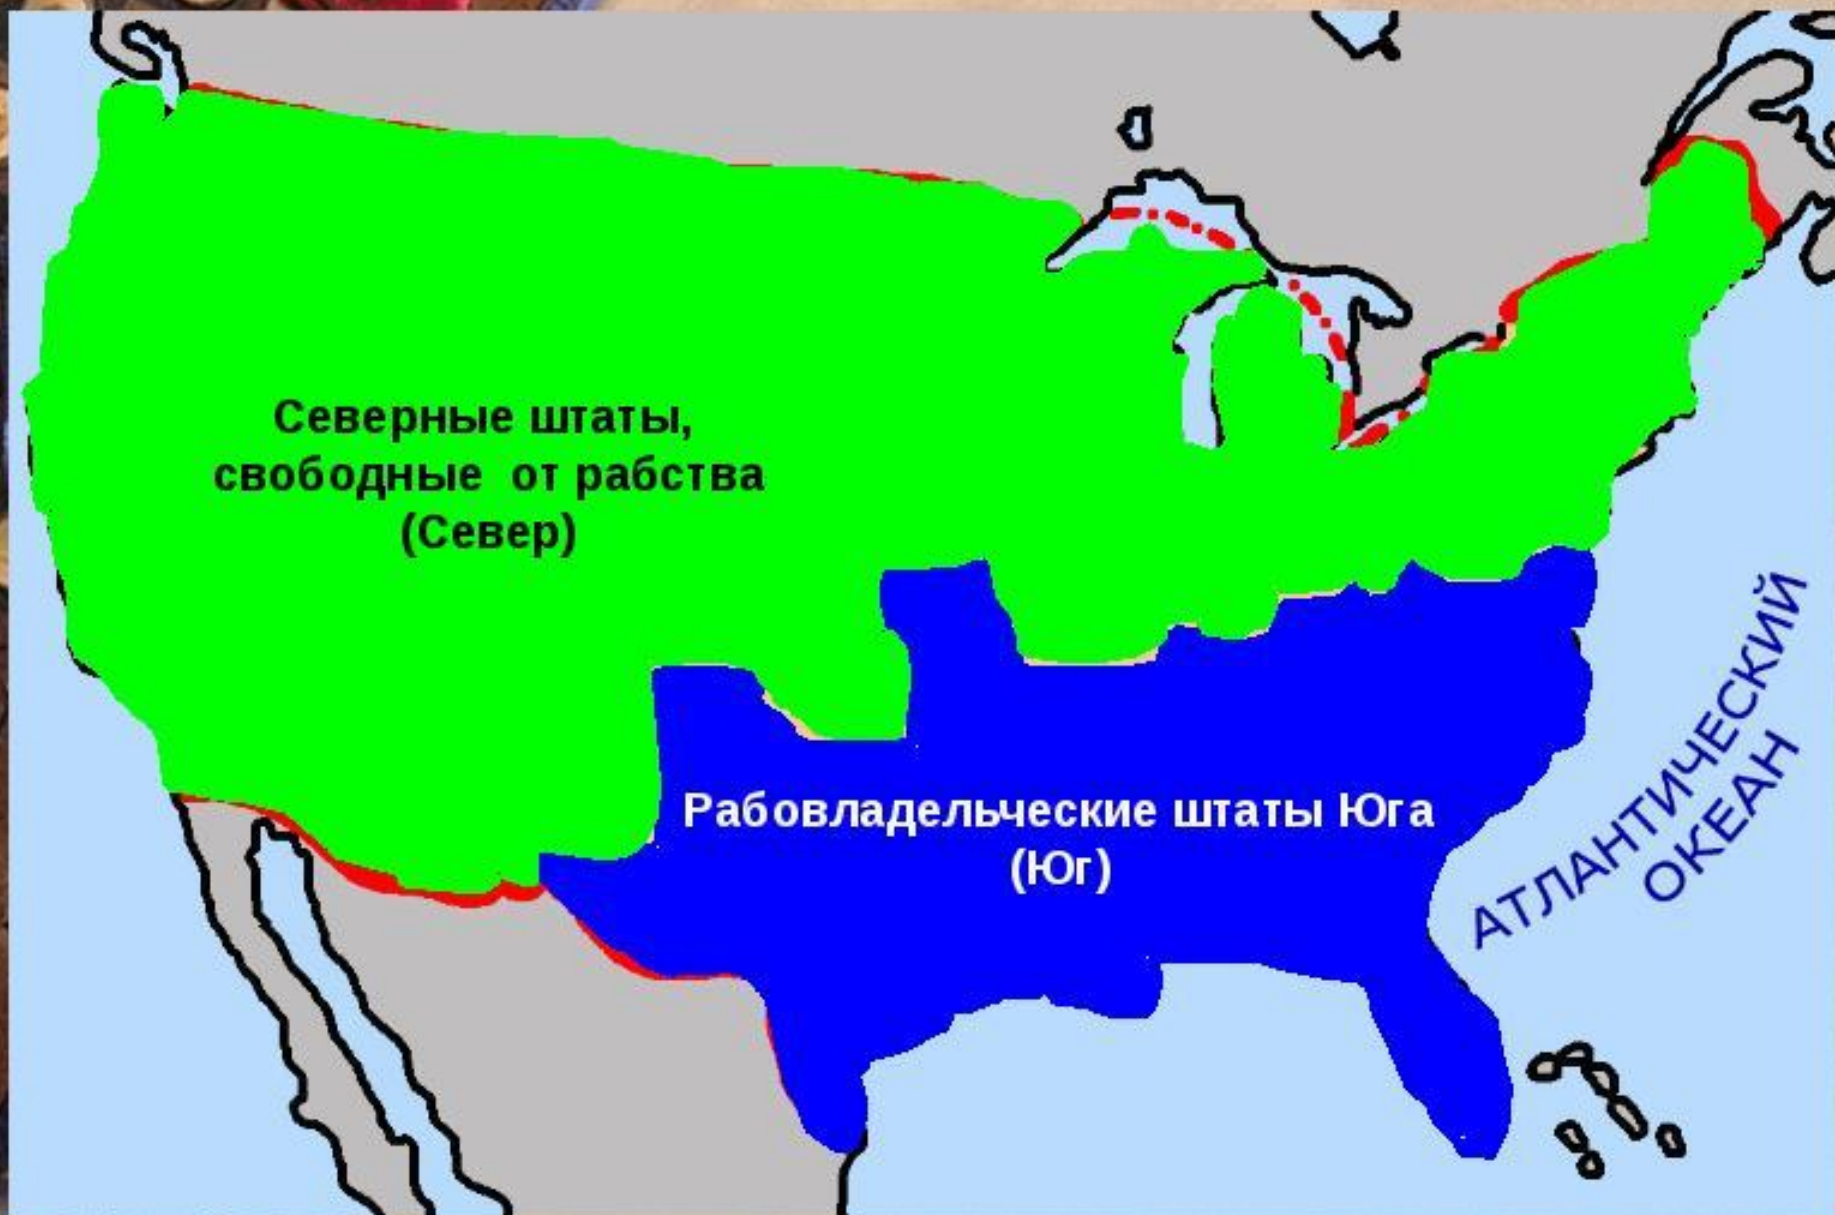 Северные штаты,
свободные от рабства
(Север)
Рабовладельческие штаты Юга
(Юг)
АТЛАНТИЧЕСКИЙ
ОКЕАН